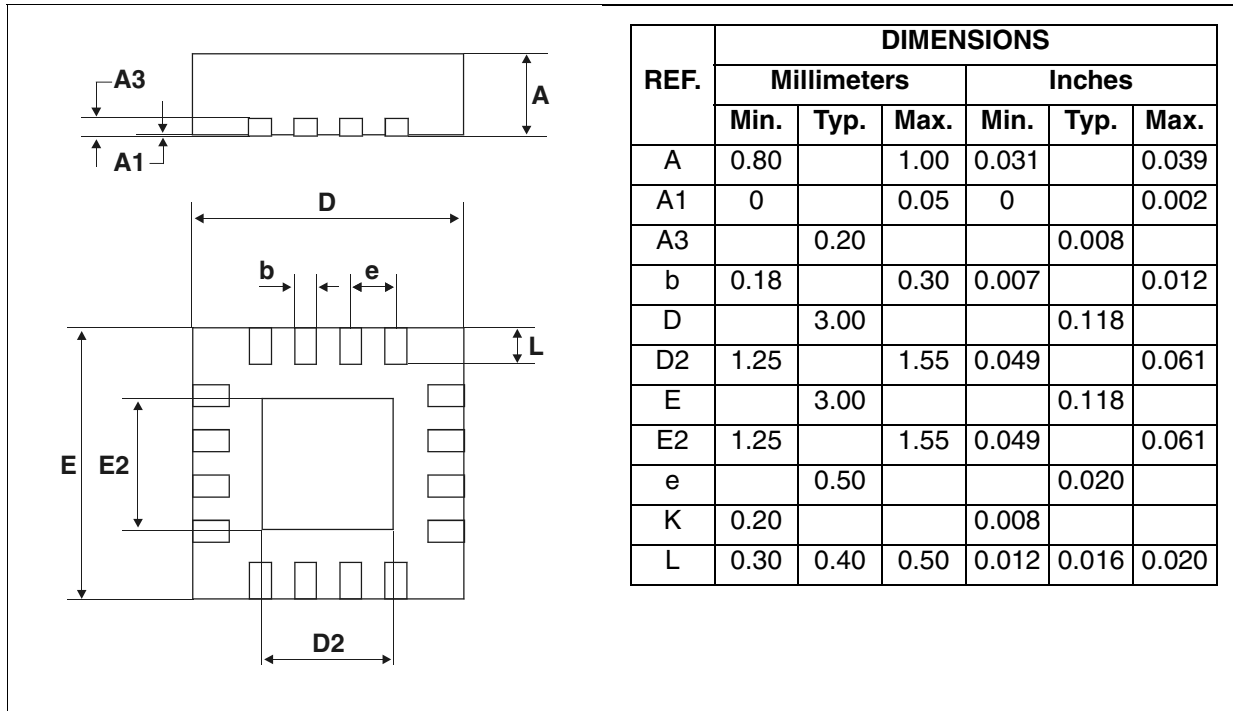 A3
A
A1
D
b
e
L
E
E2
D2
DIMENSIONS
REF. Millimeters Inches
Min. Typ. Max. Min. Typ. Max.
A 0.80 1.00 0.031 0.039
A1 0 0.05 0 0.002
A3 0.20 0.008
b 0.18 0.30 0.007 0.012
D 3.00 0.118
D2 1.25 1.55 0.049 0.061
E 3.00 0.118
E2 1.25 1.55 0.049 0.061
e 0.50 0.020
K 0.20 0.008
L 0.30 0.40 0.50 0.012 0.016 0.020